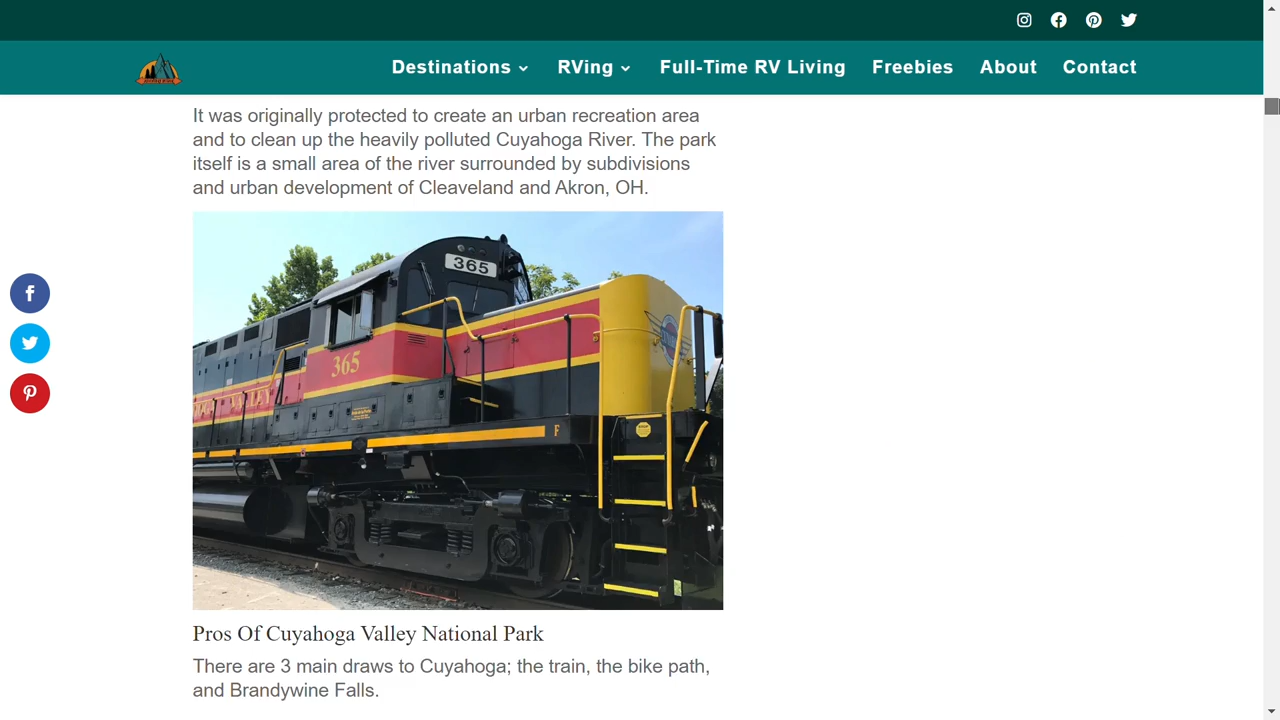 Destinations RVing Full-Time RV Living Freebies About Contact
It was originally protected to create an urban recreation area
and to clean up the heavily polluted Cuyahoga River. The park
itself is a small area of the river surrounded by subdivisions
and urban development of Cleaveland and Akron, OH.
365
365
VALLEY
F
Pros Of Cuyahoga Valley National Park
There are 3 main draws to Cuyahoga; the train, the bike path,
and Brandywine Falls.